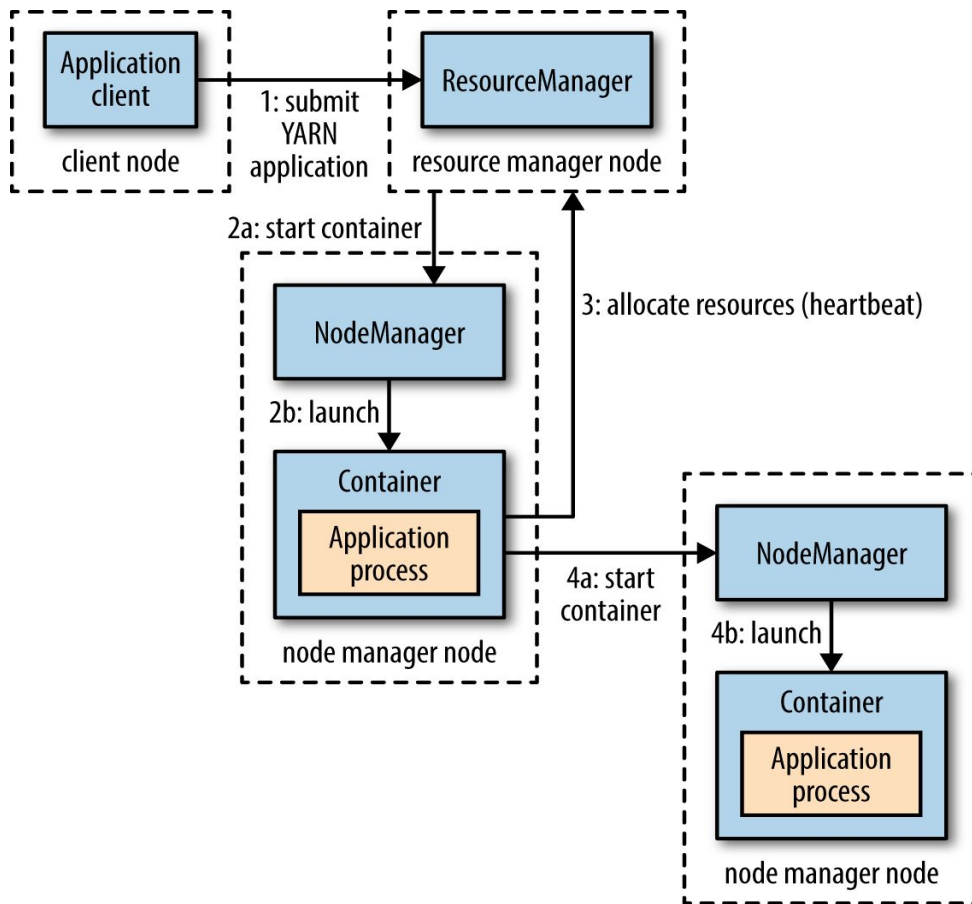 Application
client
client node
1: submit
YARN
application
ResourceManager
resource manager node
2a: start container
NodeManager
2b: launch
Container
Application
process
node manager node
3: allocate resources (heartbeat)
4a: start
container
NodeManager
4b: launch
Container
Application
process
node manager node